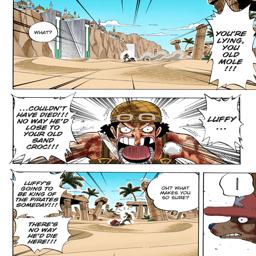 YOU'RE
LYING,
YOU
OLD
MOLE
!!!
WHAT?
LUFFY...
...COULDN'T
HAVE DIED!!!
NO WAY HE'D
LOSE TO
YOUR OLD
SAND
CROC!!!
!
OH? WHAT
MAKES YOU
SO SURE?
LUFFY'S
GOING TO BE
KING OF
THE PIRATES
SOMEDAY!!!
THERE'S
NO WAY
HE'D DIE
HERE!!!